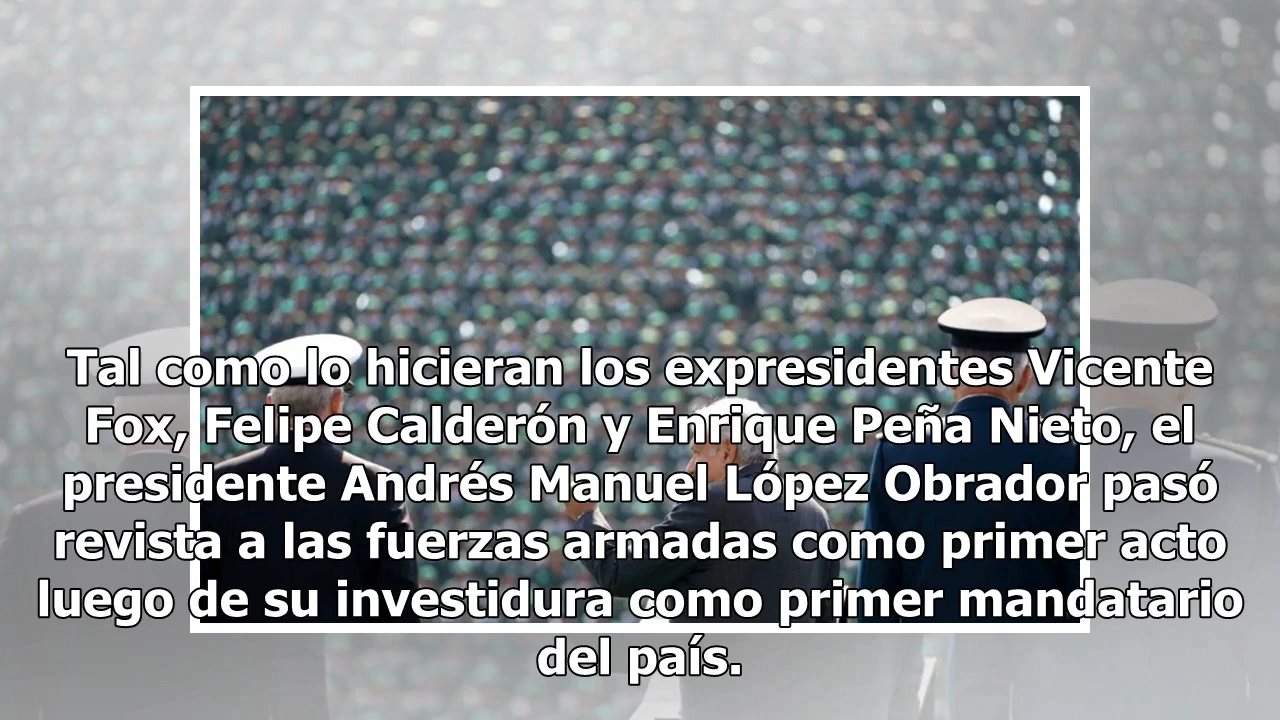 Tal como lo hicieran los expresidentes Vicente
Fox, Felipe Calderón y Enrique Peña Nieto, el
presidente Andrés Manuel López Obrador pasó
revista a las fuerzas armadas como primer acto
luego de su investidura como primer mandatario
del país.